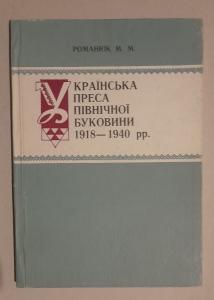 РОМАНЮК М. М.
УКРАЇНСЬКА
ПРЕСА
ПІВНІЧНОЇ
БУКОВИНИ
1918—1940 рр.